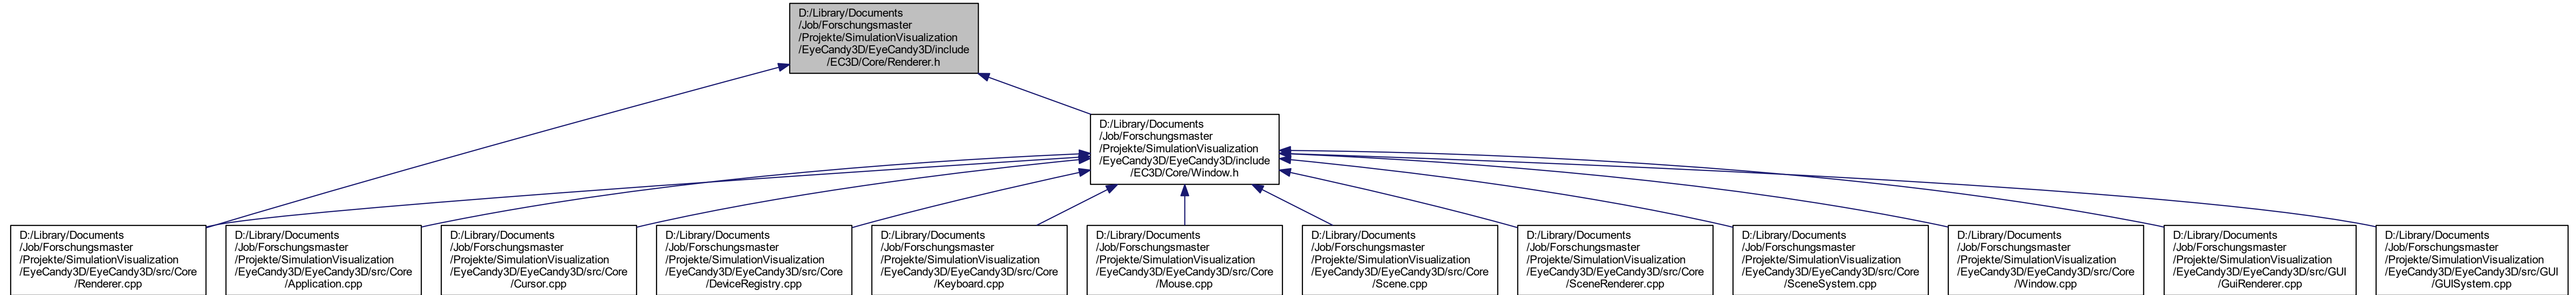 D:/Library/Documents
/Job/Forschungsmaster
/Projekte/SimulationVisualization
/EyeCandy3D/EyeCandy3D/include
/EC3D/Core/Renderer.h
D:/Library/Documents
/Job/Forschungsmaster
/Projekte/SimulationVisualization
/EyeCandy3D/EyeCandy3D/include
/EC3D/Core/Window.h
D:/Library/Documents
/Job/Forschungsmaster
/Projekte/SimulationVisualization
/EyeCandy3D/EyeCandy3D/src/Core
/Renderer.cpp
D:/Library/Documents
/Job/Forschungsmaster
/Projekte/SimulationVisualization
/EyeCandy3D/EyeCandy3D/src/Core
/Application.cpp
D:/Library/Documents
/Job/Forschungsmaster
/Projekte/SimulationVisualization
/EyeCandy3D/EyeCandy3D/src/Core
/Cursor.cpp
D:/Library/Documents
/Job/Forschungsmaster
/Projekte/SimulationVisualization
/EyeCandy3D/EyeCandy3D/src/Core
/DeviceRegistry.cpp
D:/Library/Documents
/Job/Forschungsmaster
/Projekte/SimulationVisualization
/EyeCandy3D/EyeCandy3D/src/Core
/Keyboard.cpp
D:/Library/Documents
/Job/Forschungsmaster
/Projekte/SimulationVisualization
/EyeCandy3D/EyeCandy3D/src/Core
/Mouse.cpp
D:/Library/Documents
/Job/Forschungsmaster
/Projekte/SimulationVisualization
/EyeCandy3D/EyeCandy3D/src/Core
/Scene.cpp
D:/Library/Documents
/Job/Forschungsmaster
/Projekte/SimulationVisualization
/EyeCandy3D/EyeCandy3D/src/Core
/SceneRenderer.cpp
D:/Library/Documents
/Job/Forschungsmaster
/Projekte/SimulationVisualization
/EyeCandy3D/EyeCandy3D/src/Core
/SceneSystem.cpp
D:/Library/Documents
/Job/Forschungsmaster
/Projekte/SimulationVisualization
/EyeCandy3D/EyeCandy3D/src/Core
/Window.cpp
D:/Library/Documents
/Job/Forschungsmaster
/Projekte/SimulationVisualization
/EyeCandy3D/EyeCandy3D/src/GUI
/GuiRenderer.cpp
D:/Library/Documents
/Job/Forschungsmaster
/Projekte/SimulationVisualization
/EyeCandy3D/EyeCandy3D/src/GUI
/GUISystem.cpp